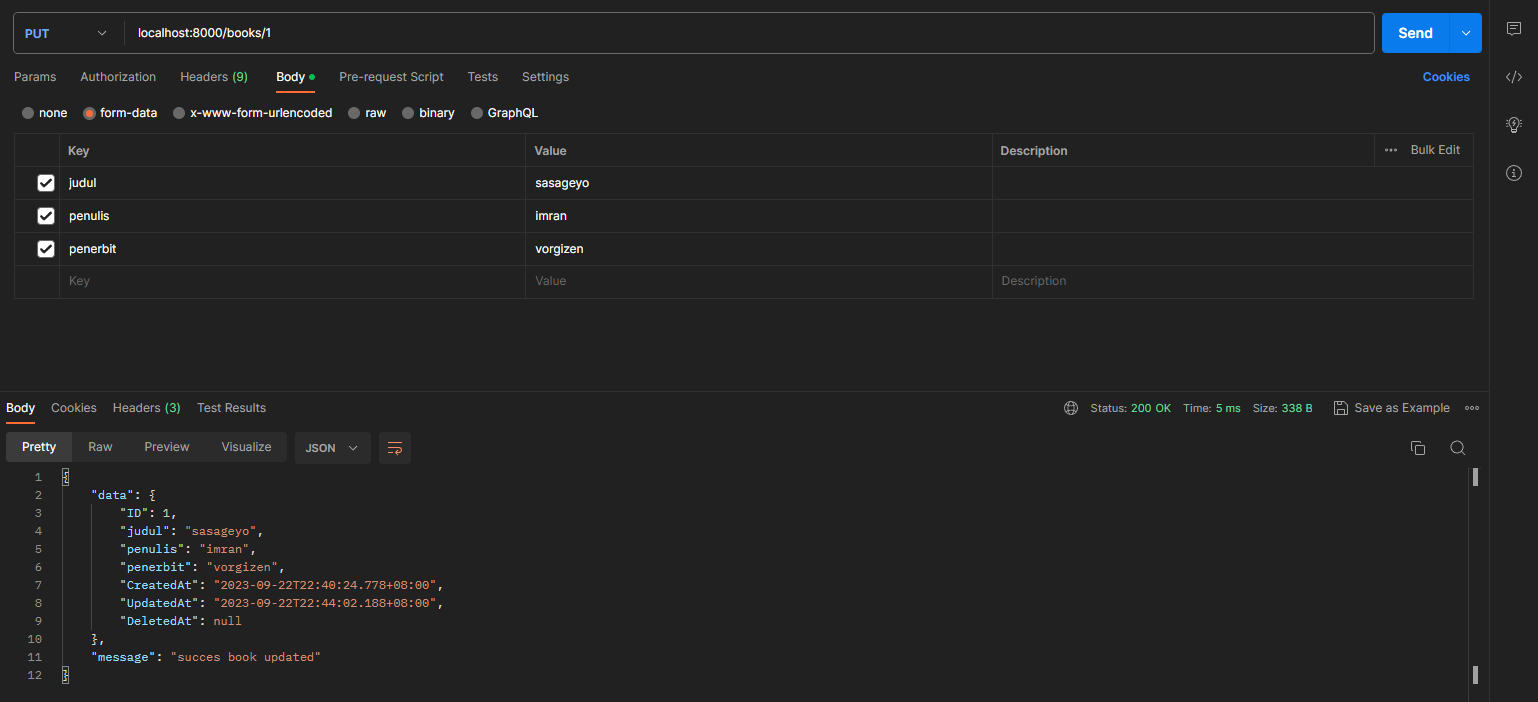 PUT localhost:8000/books/1 Send
Params Authorization Headers (9) Body Pre-request Script Tests Settings Cookies
none form-data x-www-form-urlencoded raw binary GraphQL
Key Value Description Bulk Edit
judul sasageyo
penulis imran
penerbit vorgizen
Key Value Description
Body Cookies Headers (3) Test Results Status: 200 OK Time: 5 ms Size: 338 B Save as Example
Pretty Raw Preview Visualize JSON
1 {
2 "data": {
3 "ID": 1,
4 "judul": "sasageyo",
5 "penulis": "imran",
6 "penerbit": "vorgizen",
7 "CreatedAt": "2023-09-22T22:40:24.778+08:00",
8 "UpdatedAt": "2023-09-22T22:44:02.188+08:00",
9 "DeletedAt": null
10 },
11 "message": "succes book updated"
12 }